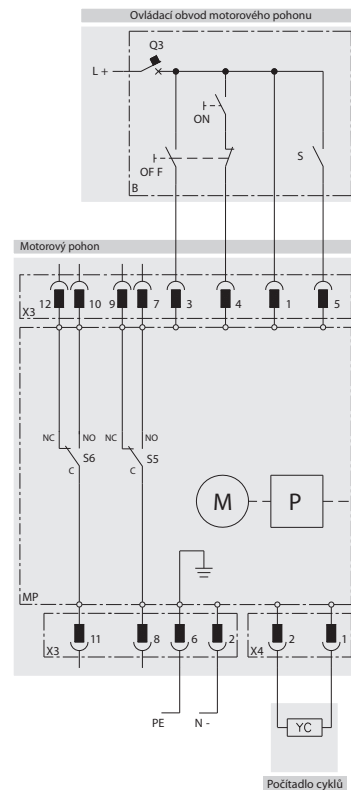 Ovládací obvod motorového pohonu
Q3
L +
ON
S
OF F
B
Motorový pohon
12 10 9 7 3 4 1 5
X3
NC NO NC NO
S6 S5
C C
M P
MP
11 8 6 2 2 1
X3 X4
PE N -
YC
Počítadlo cyklů